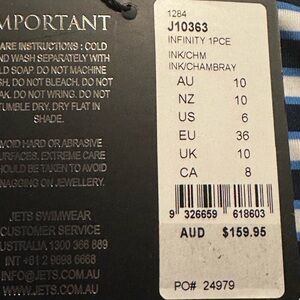 IMPORTANT
CARE INSTRUCTIONS : COLD
HAND WASH SEPARATELY WITH
SOAP. DO NOT MACHINE
WASH, DO NOT BLEACH. DO NOT
SOAK. DO NOT WRING. DO NOT
TUMBLE DRY. DRY FLAT IN
SHADE.
AVOID HARD OR ABRASIVE
SURFACES. EXTREME CARE
SHOULD BE TAKEN TO AVOID
SNAGGING ON JEWELLERY.
JETS SWIMWEAR
CUSTOMER SERVICE
AUSTRALIA 1300 366 889
INT +61 2 9698 6668
INFO@JETS.COM.AU
WWW.JETS.COM.AU
1284
J10363
INFINITY 1PCE
INK/CHM
INK/CHAMBRAY
AU 10
NZ 10
US 6
EU 36
UK 10
CA 8
9 326659 618603
AUD $159.95
PO# 24979